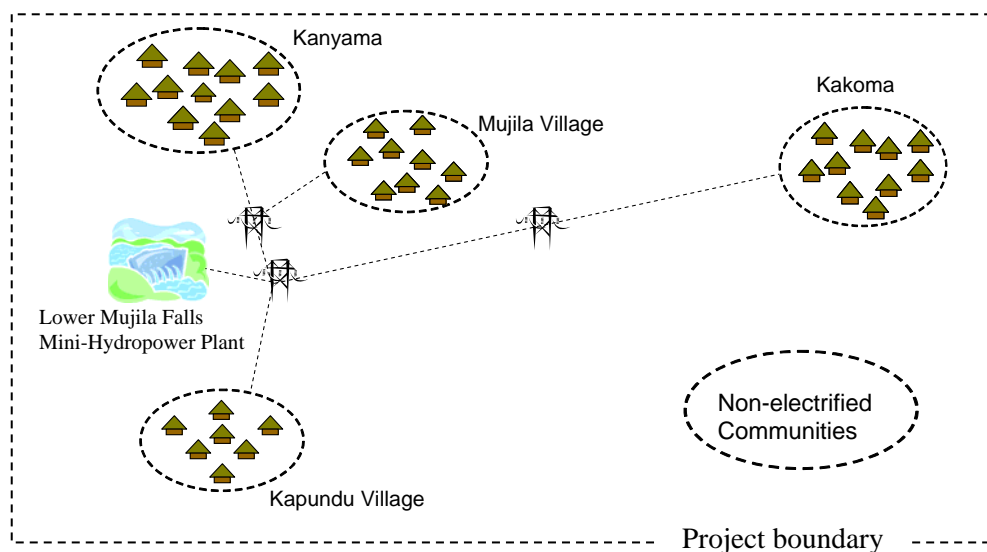 Kanyama
Mujila Village
Kakoma
Lower Mujila Falls
Mini-Hydropower Plant
Non-electrified
Communities
Kapundu Village
Project boundary